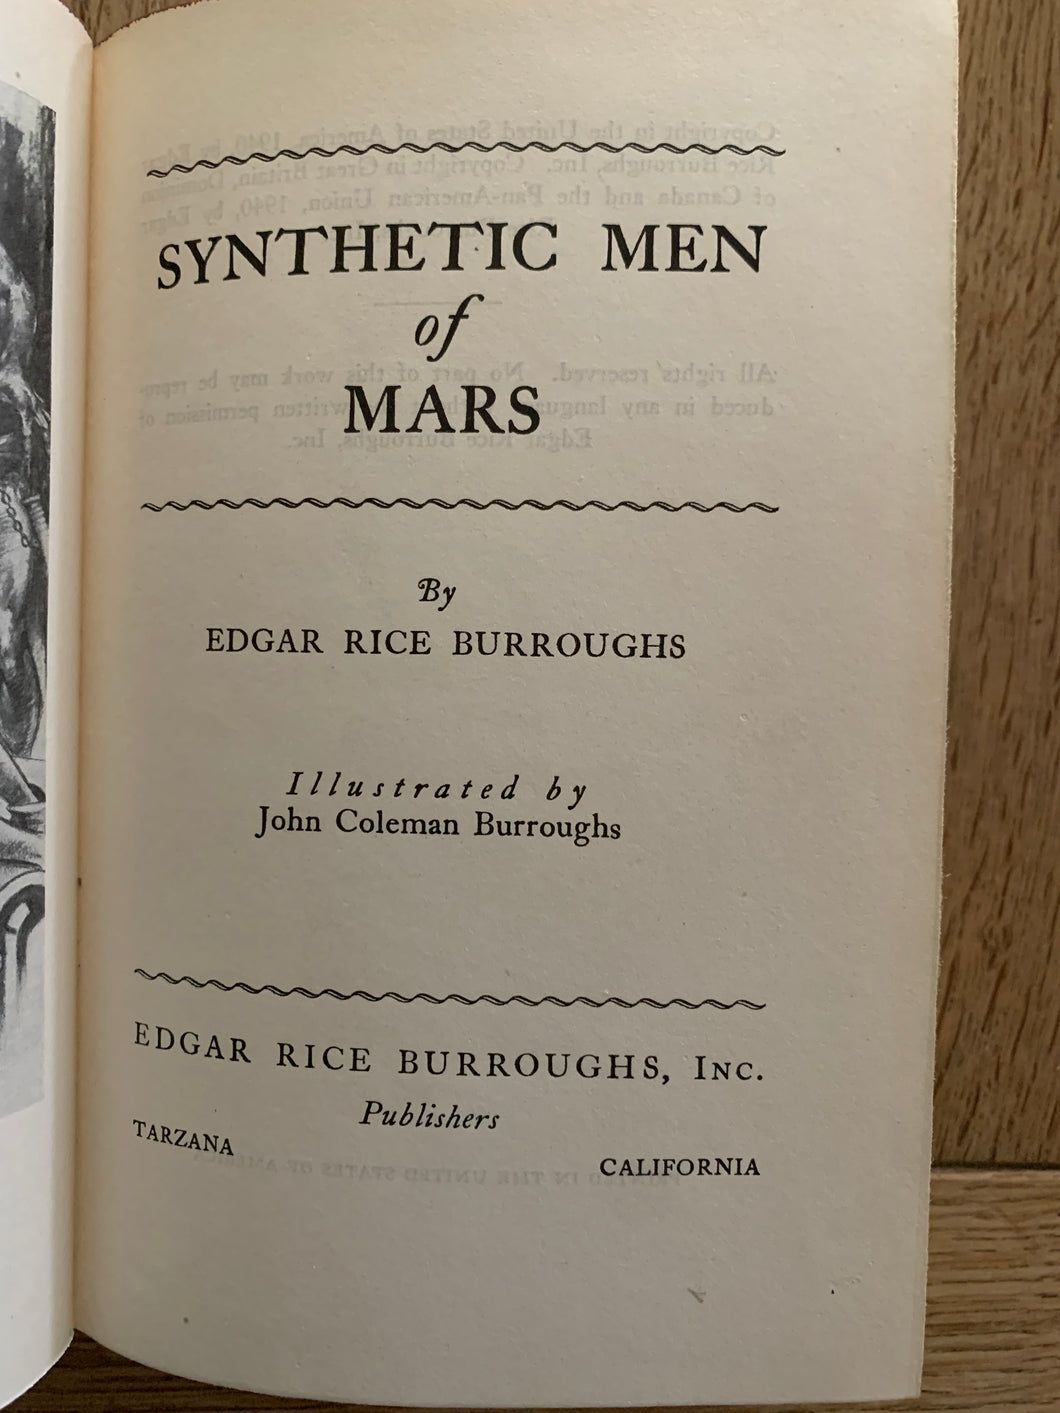 SYNTHETIC MEN
of
MARS
By
EDGAR RICE BURROUGHS
Illustrated by
John Coleman Burroughs
EDGAR RICE BURROUGHS, INC.
Publishers
TARZANA CALIFORNIA